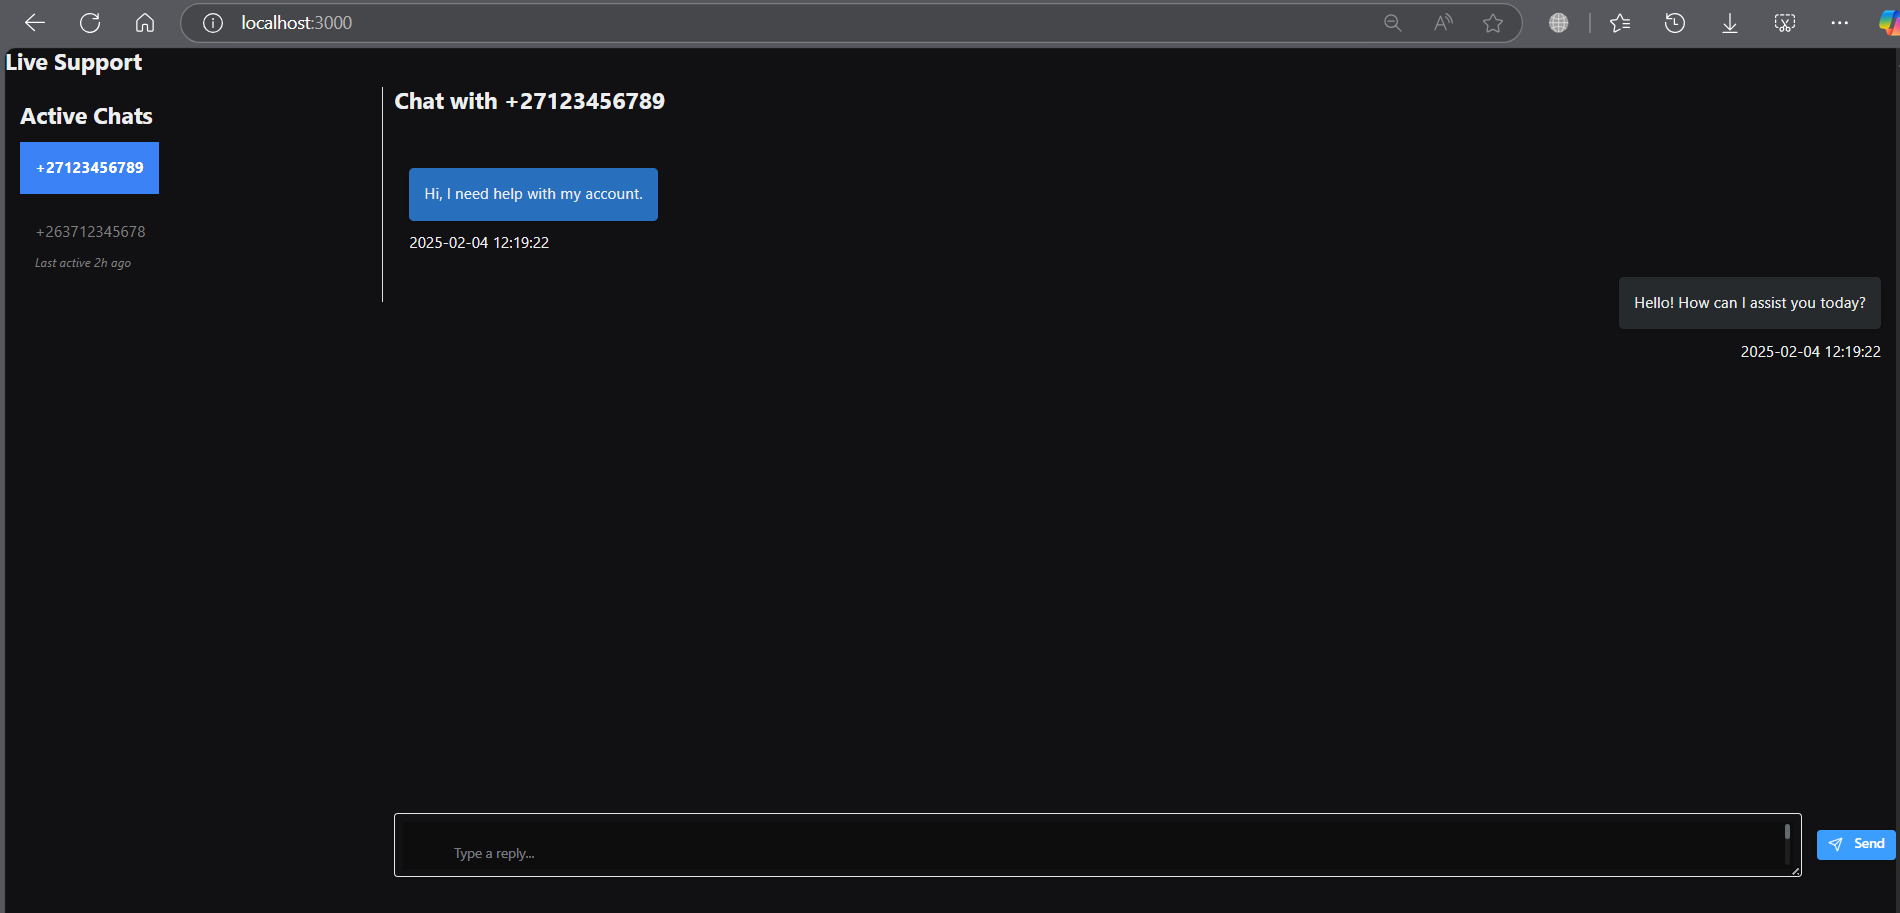 localhost:3000
Live Support
Active Chats
+27123456789
+263712345678
Last active 2h ago
Chat with +27123456789
Hi, I need help with my account.
2025-02-04 12:19:22
Hello! How can I assist you today?
2025-02-04 12:19:22
Type a reply...
Send